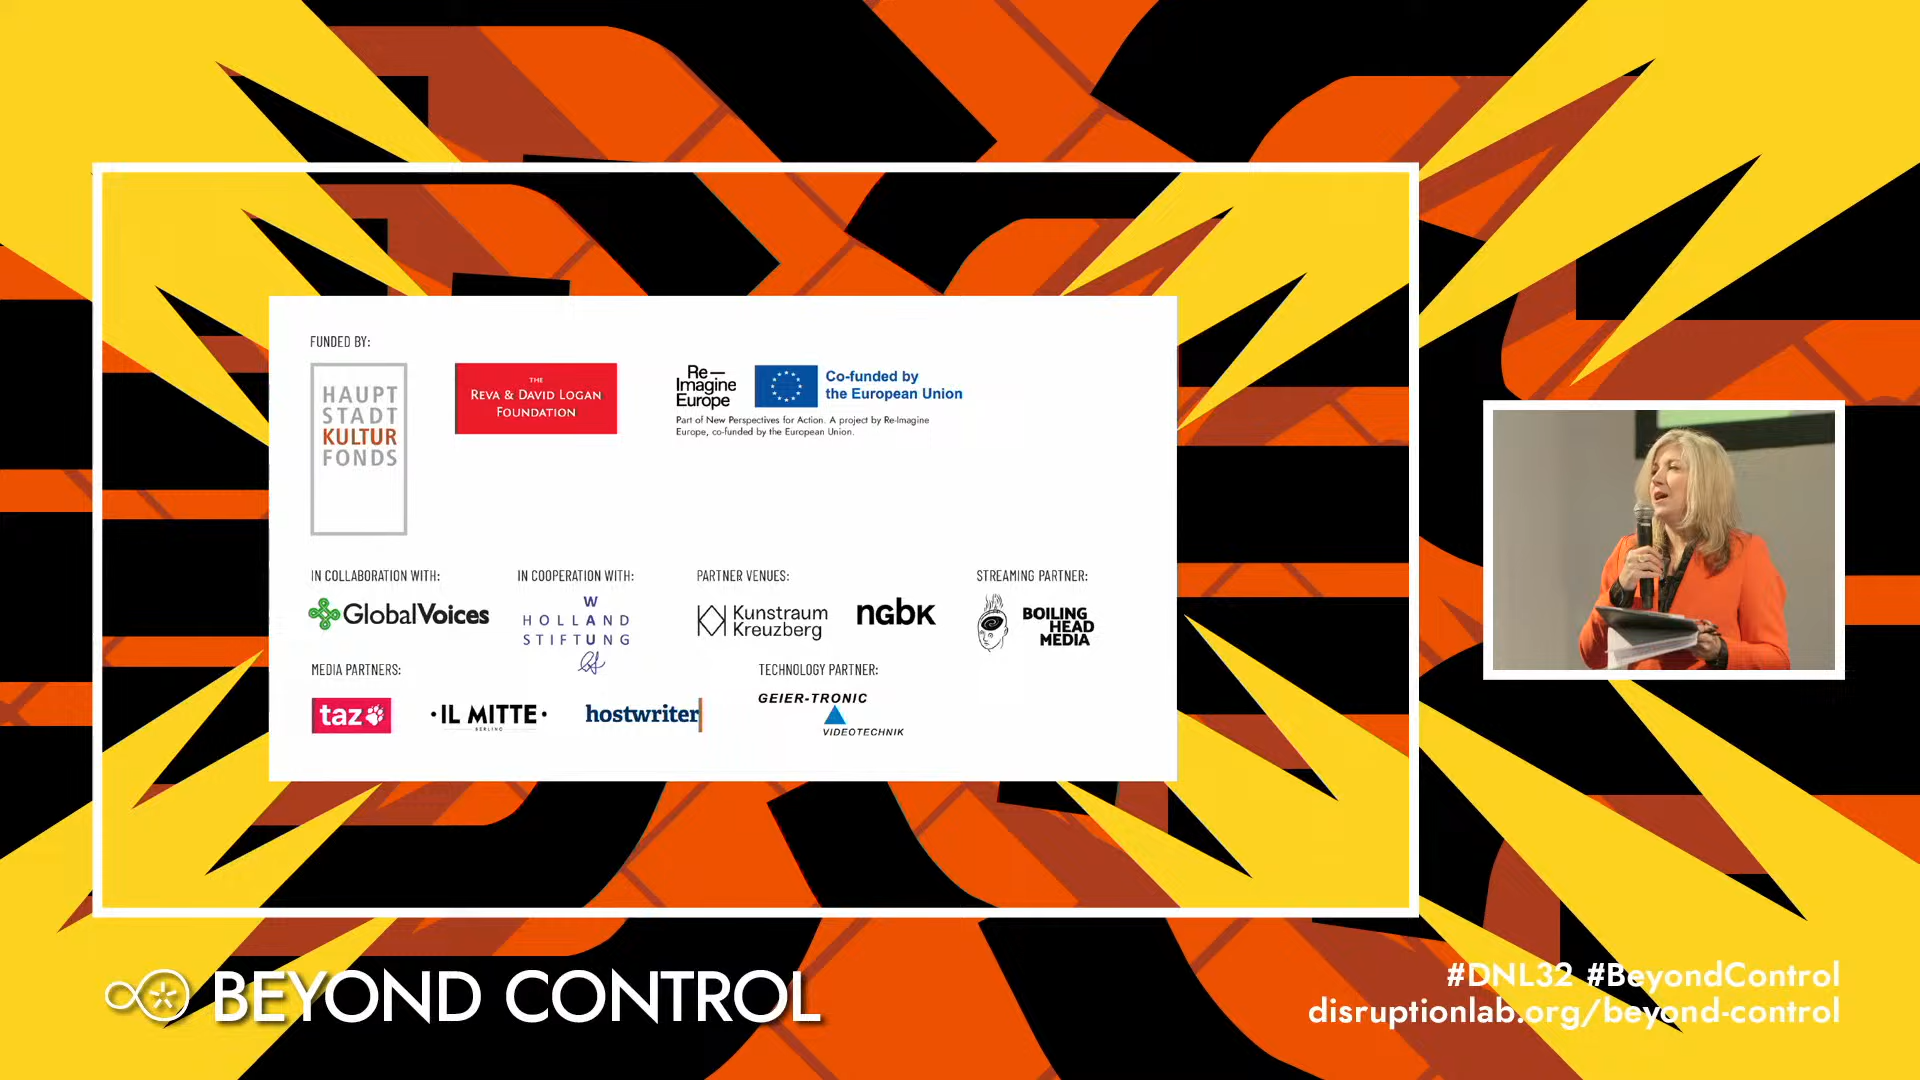 FUNDED BY:
HAUPT
STADT
KULTUR
FONDS
THE
REVA & DAVID LOGAN
FOUNDATION
Re—
Imagine
Europe
Co-funded by
the European Union
Part of New Perspectives for Action. A project by Re-Imagine
Europe, co-funded by the European Union.
IN COLLABORATION WITH:
GlobalVoices
IN COOPERATION WITH:
W
HOLLAND
A
STIFTUNG
PARTNER VENUES:
Kunstraum
Kreuzberg
ngbk
STREAMING PARTNER:
BOILING
HEAD
MEDIA
MEDIA PARTNERS:
taz
·IL MITTE·
BERLINO
hostwriter
TECHNOLOGY PARTNER:
GEIER-TRONIC
VIDEOTECHNIK
BEYOND CONTROL
#DNL32 #BeyondControl
disruptionlab.org/beyond-control